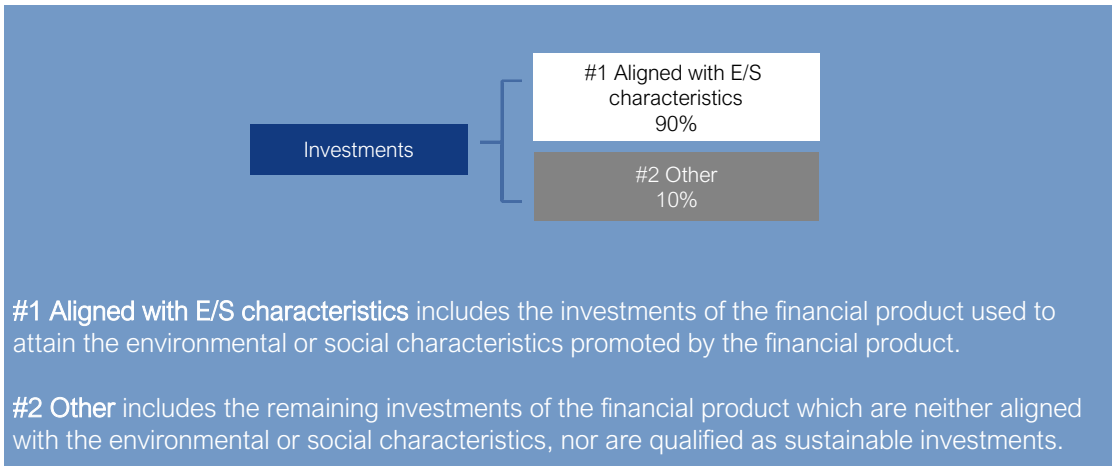 #1 Aligned with E/S
characteristics
90%
Investments
#2 Other
10%
#1 Aligned with E/S characteristics includes the investments of the financial product used to
attain the environmental or social characteristics promoted by the financial product.
#2 Other includes the remaining investments of the financial product which are neither aligned
with the environmental or social characteristics, nor are qualified as sustainable investments.